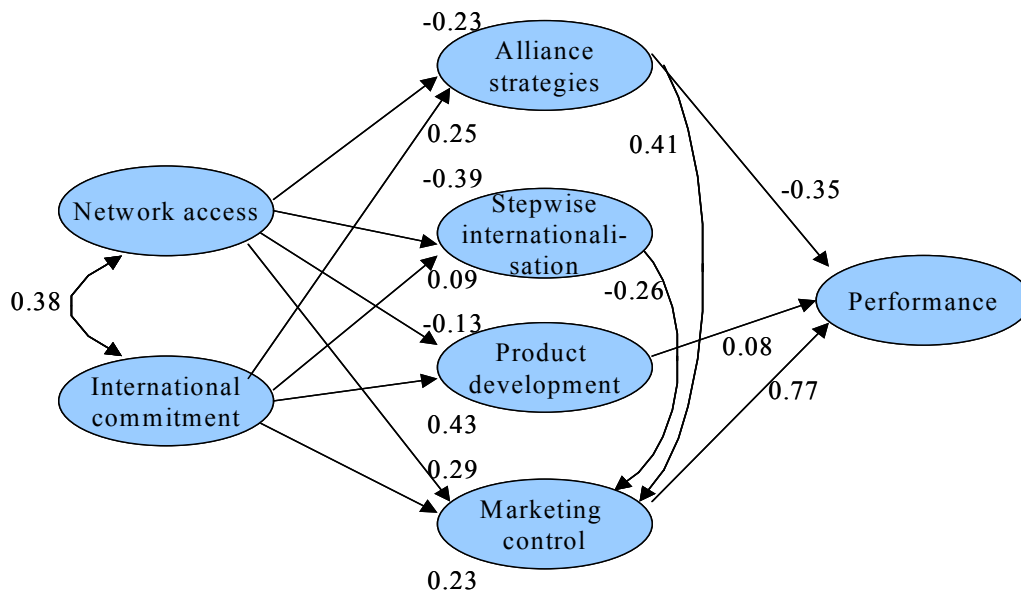 -0.23
Alliance
strategies
0.25
0.41
-0.39
-0.35
Network access
Stepwise
internationali-
sation
0.09
-0.26
0.38
Performance
-0.13
Product
development
0.08
International
commitment
0.77
0.43
0.29
Marketing
control
0.23